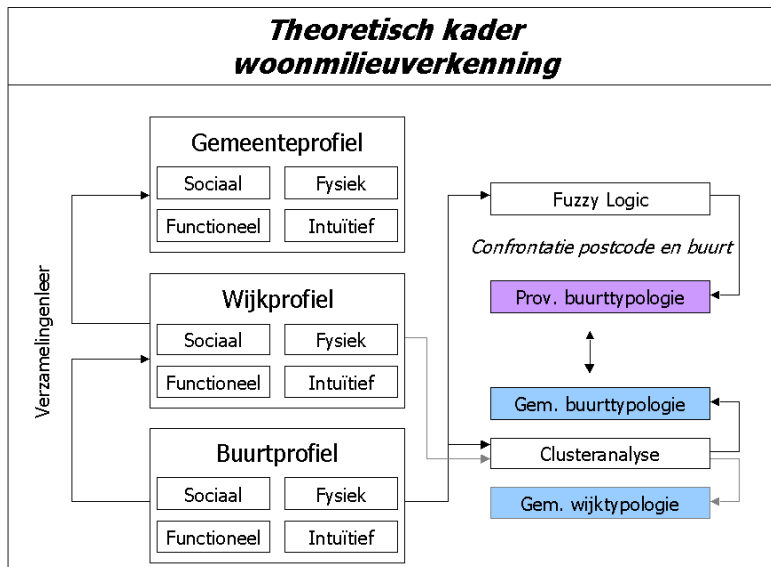 Theoretisch kader
woonmilieuverkenning
Verzamelingenleer
Gemeenteprofiel
Sociaal
Fysiek
Functioneel
Intuïtief
Wijkprofiel
Sociaal
Fysiek
Functioneel
Intuïtief
Buurtprofiel
Sociaal
Fysiek
Functioneel
Intuïtief
Fuzzy Logic
Confrontatie postcode en buurt
Prov. buurttypologie
Gem. buurttypologie
Clusteranalyse
Gem. wijktypologie